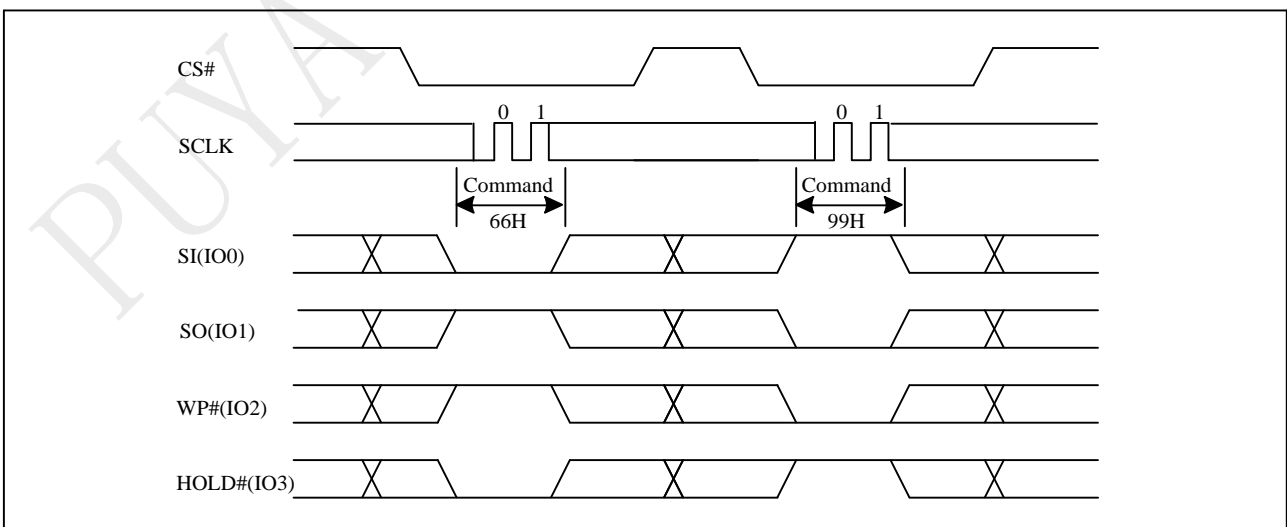 PUYA
CS#
0 1 0 1
SCLK
Command Command
66H 99H
SI(IO0)
SO(IO1)
WP#(IO2)
HOLD#(IO3)